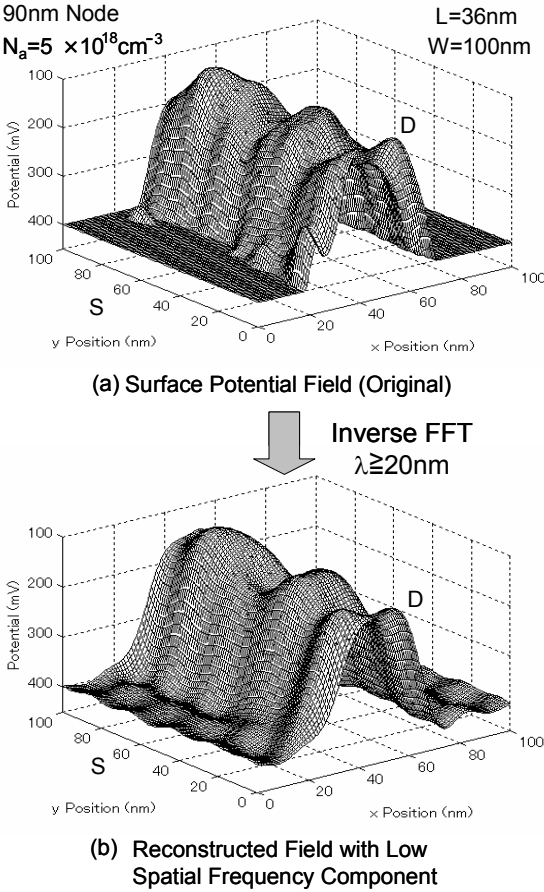 90nm Node
Nₐ=5 ×10¹⁸cm⁻³
L=36nm
W=100nm
100
200
300
400
Potential (mV)
D
S
100
80
60
40
20
0
y Position (nm)
0
20
40
60
80
100
x Position (nm)
(a) Surface Potential Field (Original)
Inverse FFT
λ≧20nm
100
200
300
400
Potential (mV)
D
S
100
80
60
40
20
0
y Position (nm)
0
20
40
60
80
100
x Position (nm)
(b) Reconstructed Field with Low
Spatial Frequency Component